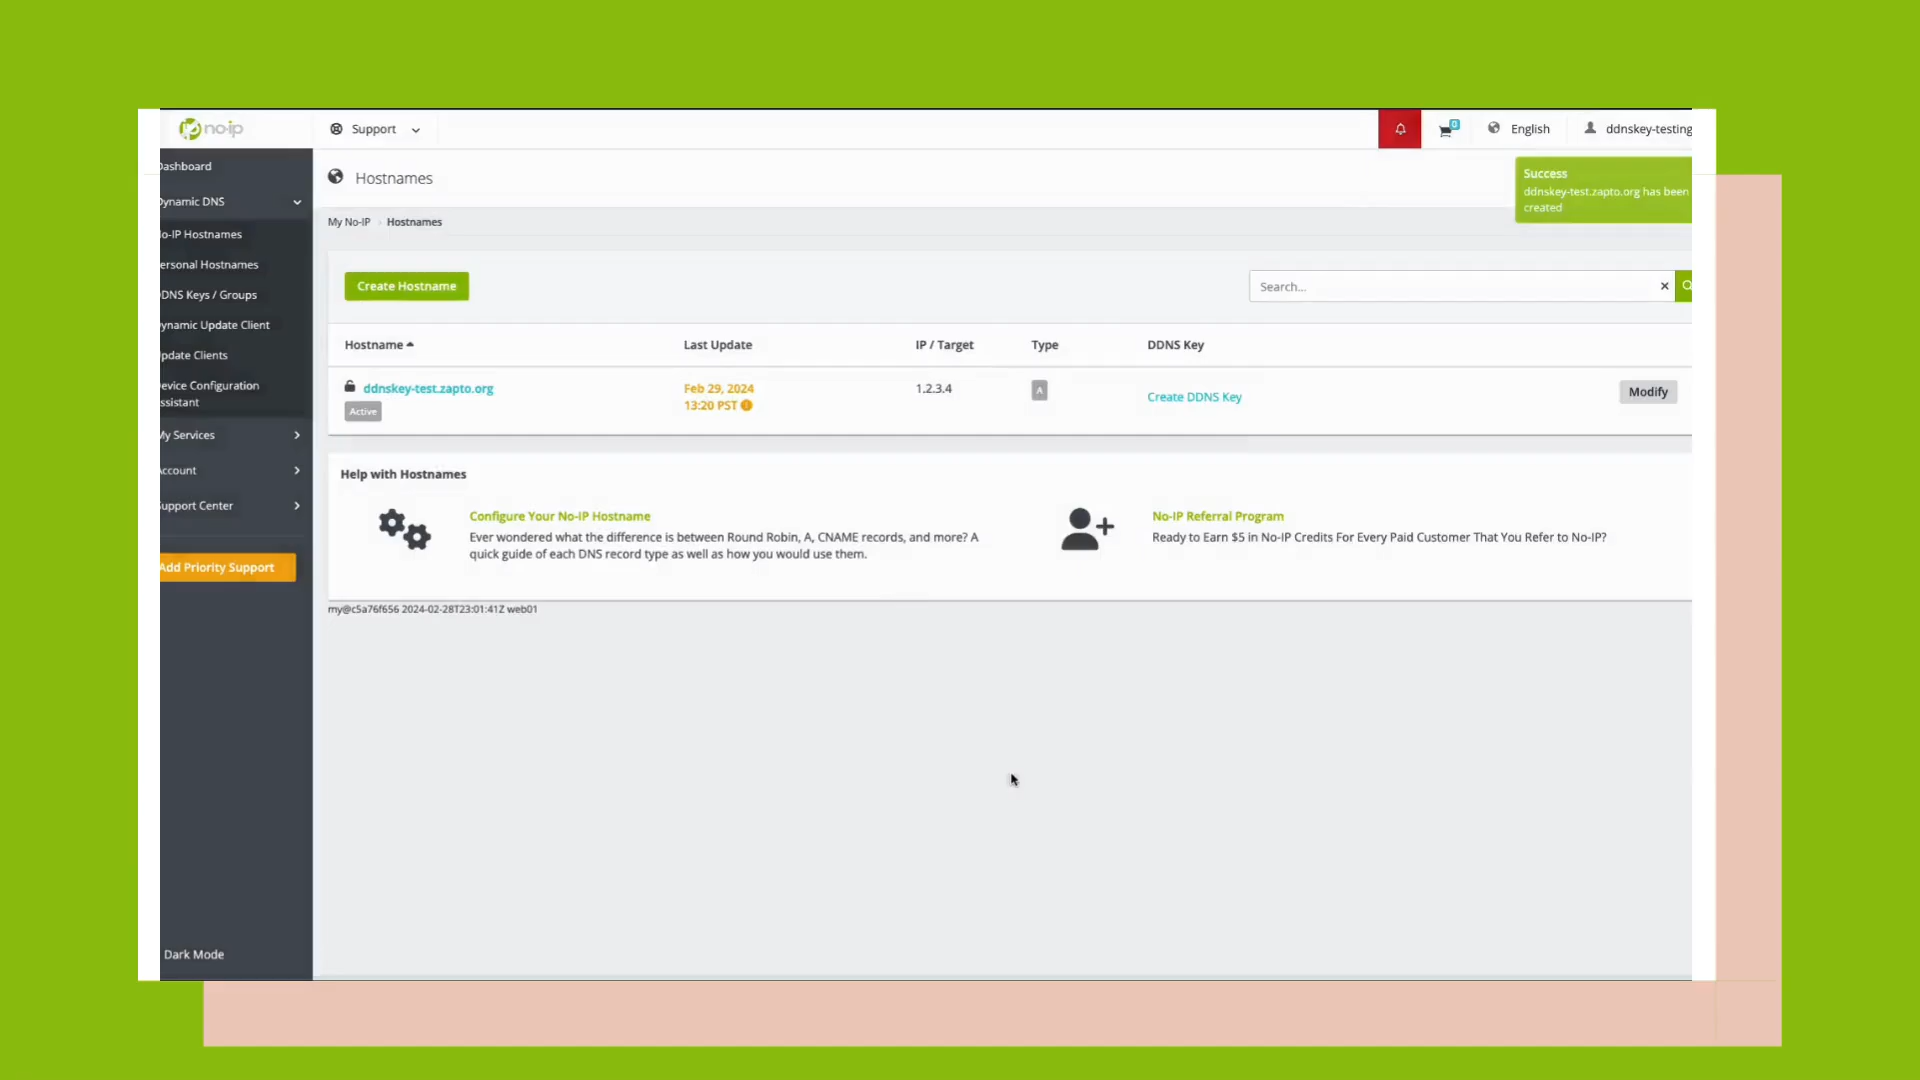 no-ip
Support
0
English
ddnskey-testing
Dashboard
Dynamic DNS
o-IP Hostnames
ersonal Hostnames
DDNS Keys / Groups
ynamic Update Client
pdate Clients
evice Configuration
ssistant
My Services
Account
Support Center
Add Priority Support
Dark Mode
Hostnames
Success
ddnskey-test.zapto.org has been
created
My No-IP
Hostnames
Create Hostname
Search...
Hostname
Last Update
IP / Target
Type
DDNS Key
ddnskey-test.zapto.org
Active
Feb 29, 2024
13:20 PST
1.2.3.4
A
Create DDNS Key
Modify
Help with Hostnames
Configure Your No-IP Hostname
Ever wondered what the difference is between Round Robin, A, CNAME records, and more? A
quick guide of each DNS record type as well as how you would use them.
No-IP Referral Program
Ready to Earn $5 in No-IP Credits For Every Paid Customer That You Refer to No-IP?
my@c5a76f656 2024-02-28T23:01:41Z web01